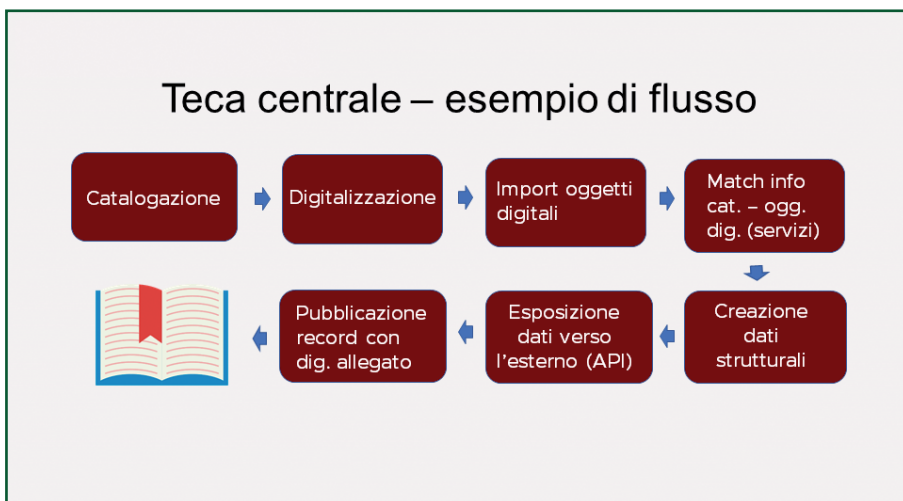 Teca centrale – esempio di flusso
Catalogazione
Digitalizzazione
Import oggetti
digitali
Match info
cat. – ogg.
dig. (servizi)
Creazione
dati
strutturali
Esposizione
dati verso
l'esterno (API)
Pubblicazione
record con
dig. allegato